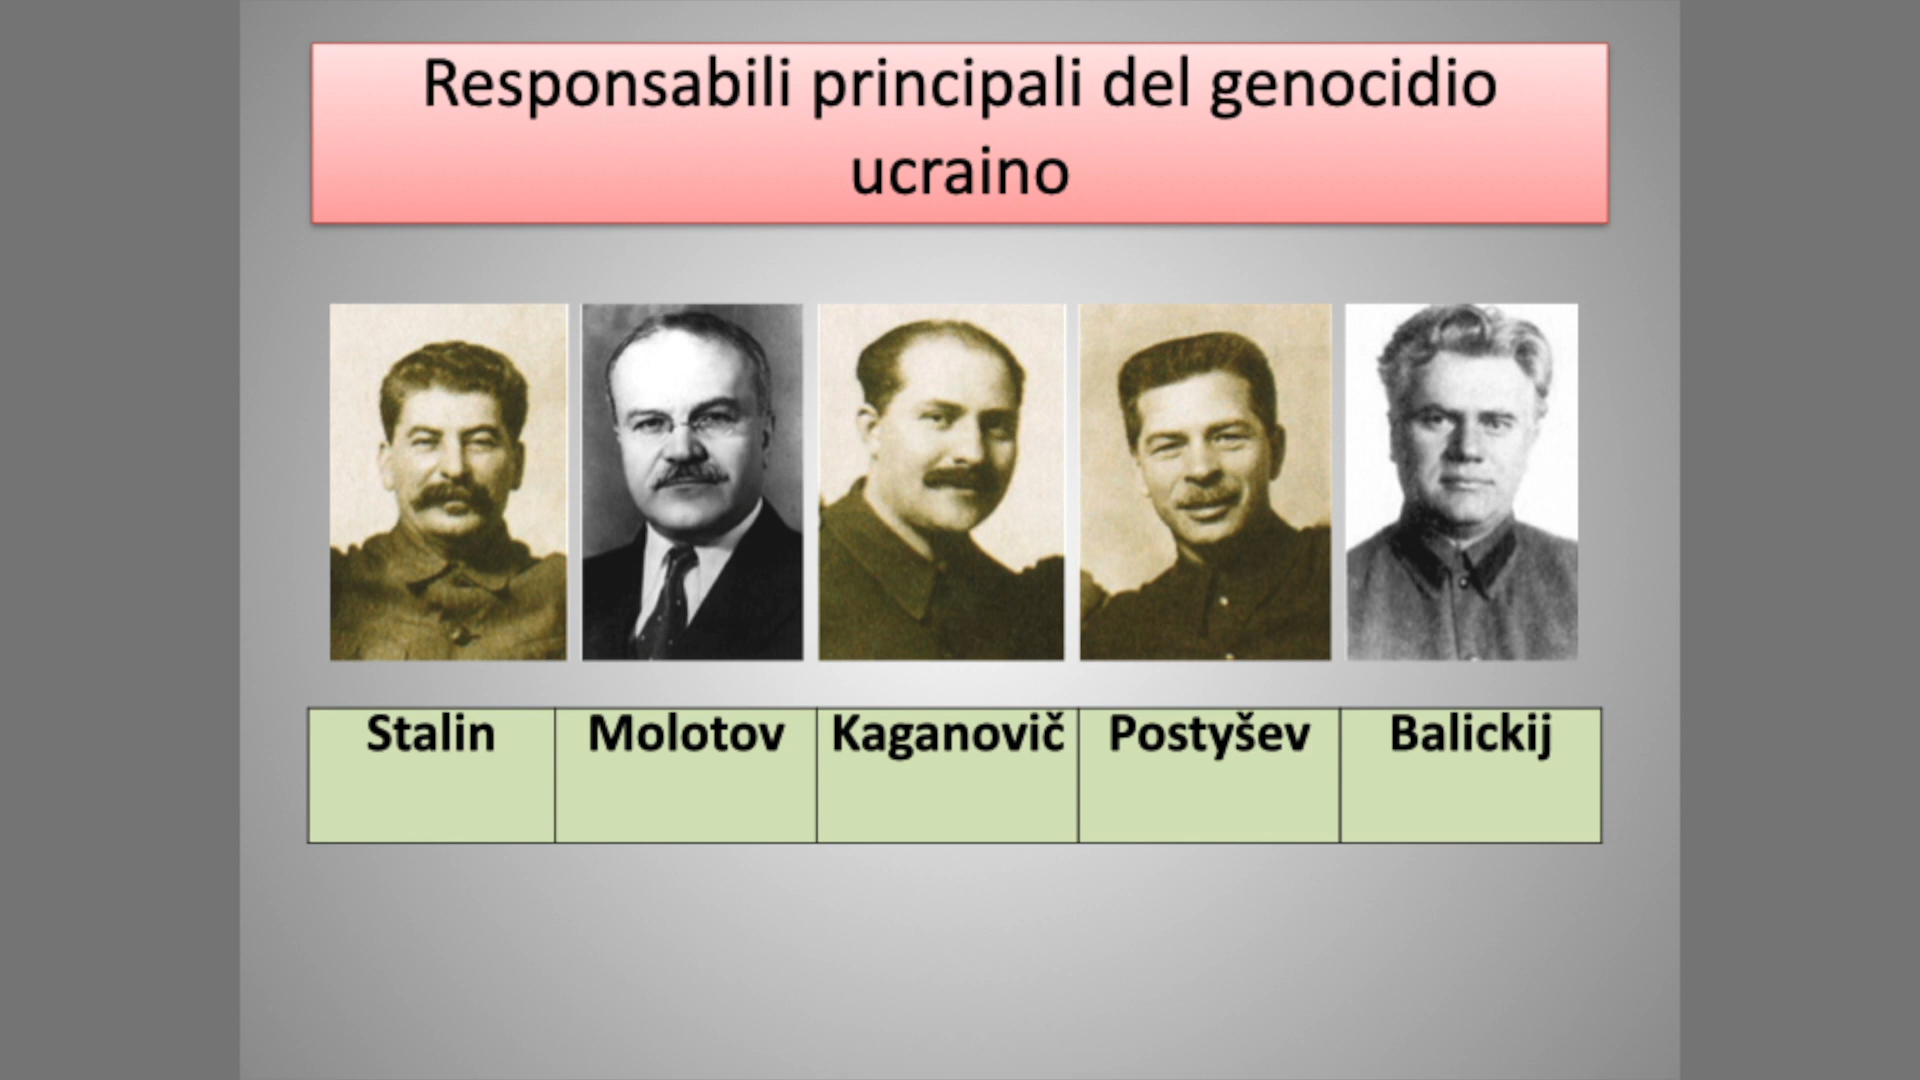 Responsabili principali del genocidio
ucraino
Stalin Molotov Kaganovič Postyšev Balickij